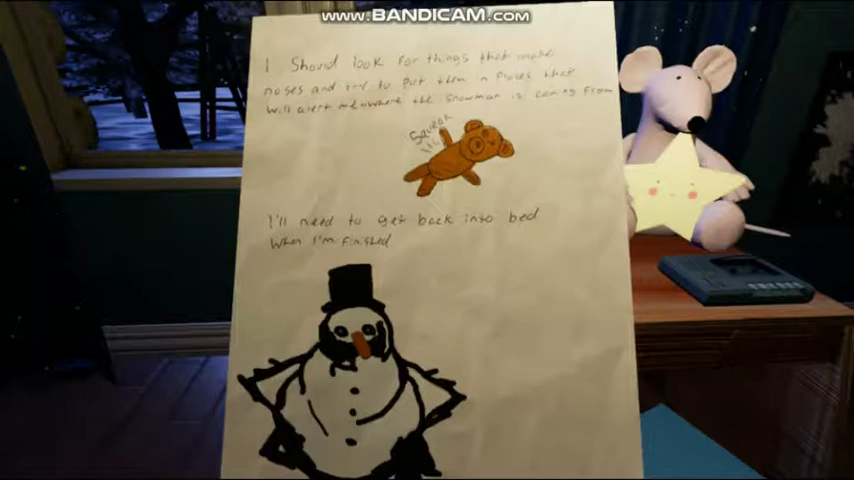 www.BANDICAM.com
I Should look for things that make
noses and try to put them in places that
will alert me where the snowman is coming from
Squeak
I'll need to get back into bed
When I'm finished